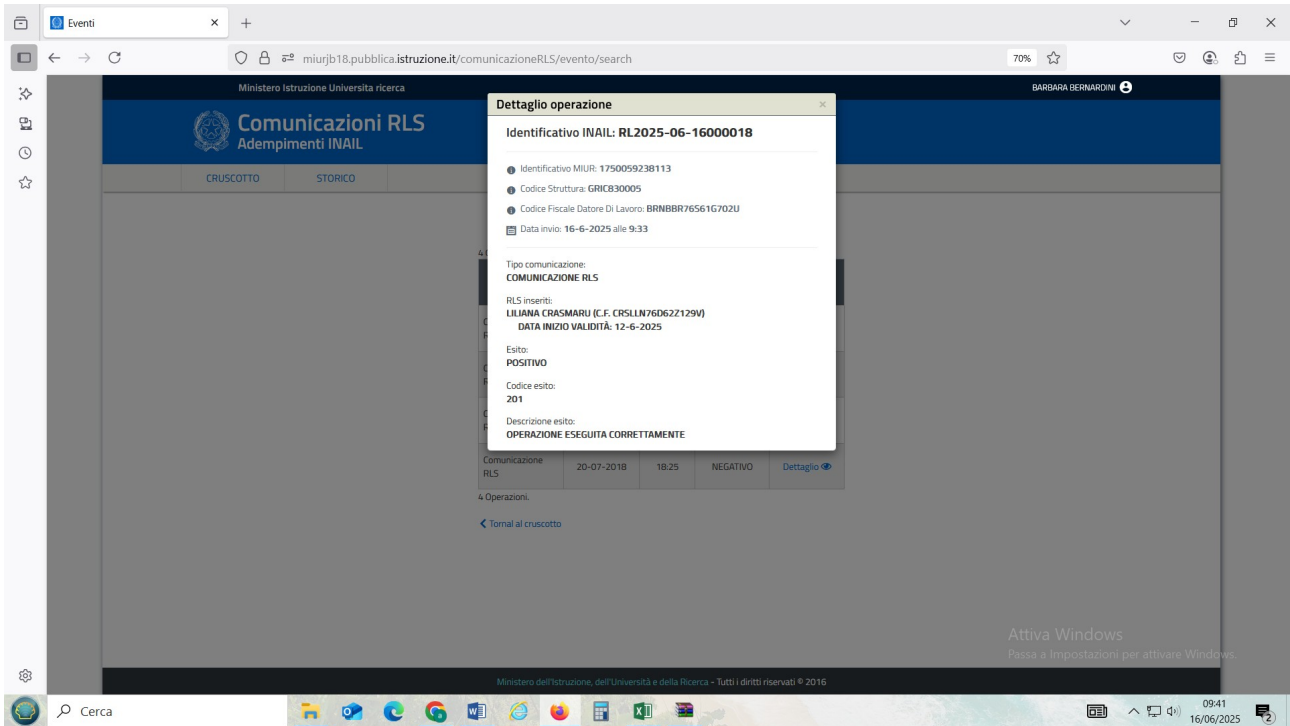 Eventi
miurjb18.pubblica.istruzione.it/comunicazioneRLS/evento/search
70%
Ministero Istruzione Universita ricerca
BARBARA BERNARDINI
Comunicazioni RLS
Adempimenti INAIL
CRUSCOTTO STORICO
Dettaglio operazione ×
Identificativo INAIL: RL2025-06-16000018
Identificativo MIUR: 1750059238113
Codice Struttura: GRIC830005
Codice Fiscale Datore Di Lavoro: BRNBBR76S61G702U
Data invio: 16-6-2025 alle 9:33
Tipo comunicazione:
COMUNICAZIONE RLS
RLS inseriti:
LILIANA CRASMARU (C.F. CRSLLN76D62Z129V)
DATA INIZIO VALIDITÀ: 12-6-2025
Esito:
POSITIVO
Codice esito:
201
Descrizione esito:
OPERAZIONE ESEGUITA CORRETTAMENTE
Comunicazione
RLS
20-07-2018 18:25 NEGATIVO Dettaglio
4 Operazioni.
Tornal al cruscotto
Attiva Windows
Passa a Impostazioni per attivare Windows.
Ministero dell'Istruzione, dell'Università e della Ricerca - Tutti i diritti riservati © 2016
Cerca
09:41
16/06/2025
2